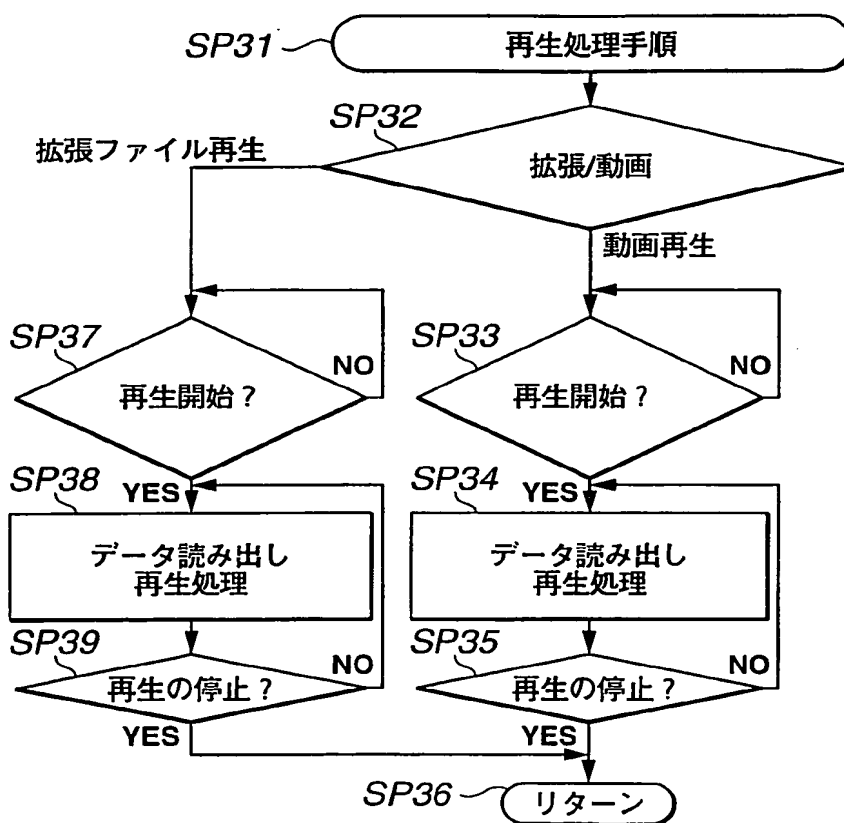 SP31
再生処理手順
SP32
拡張ファイル再生
拡張/動画
動画再生
SP37
再生開始?
NO
SP33
再生開始?
NO
SP38
YES
データ読み出し
再生処理
SP34
YES
データ読み出し
再生処理
SP39
再生の停止?
NO
YES
SP35
再生の停止?
NO
YES
SP36
リターン